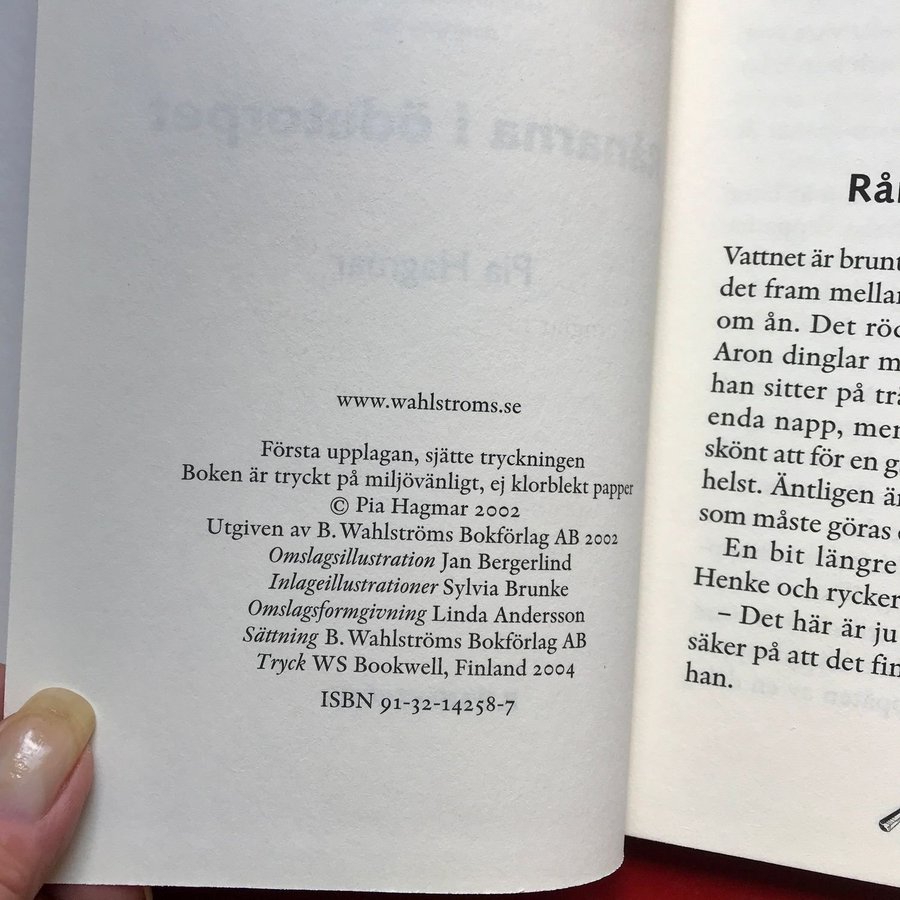 www.wahlstroms.se
Första upplagan, sjätte tryckningen
Boken är tryckt på miljövänligt, ej klorblekt papper
© Pia Hagmar 2002
Utgiven av B. Wahlströms Bokförlag AB 2002
Omslagsillustration Jan Bergerlind
Inlageillustrationer Sylvia Brunke
Omslagsformgivning Linda Andersson
Sättning B. Wahlströms Bokförlag AB
Tryck WS Bookwell, Finland 2004
ISBN 91-32-14258-7
Vattnet är brunt
det fram mellan
om ån. Det röd
Aron dinglar m
han sitter på trä
enda napp, men
skönt att för en g
helst. Äntligen är
som måste göras
En bit längre
Henke och rycker
– Det här är ju
säker på att det fin
han.